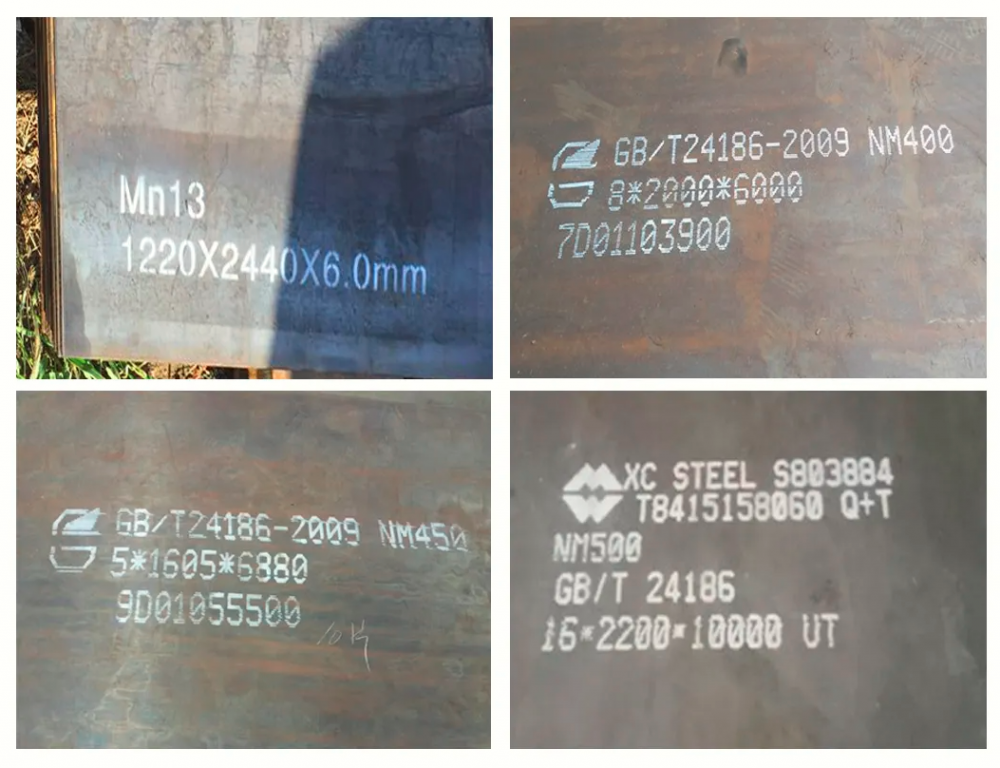 Mn13
1220X2440X6.0mm
GB/T24186-2009 NM400
8*2000*6000
7D01103900
GB/T24186-2009 NM450
5*1605*6880
9D01055500
XC STEEL S803884
T8415158060 Q+T
NM500
GB/T 24186
16*2200*10000 UT